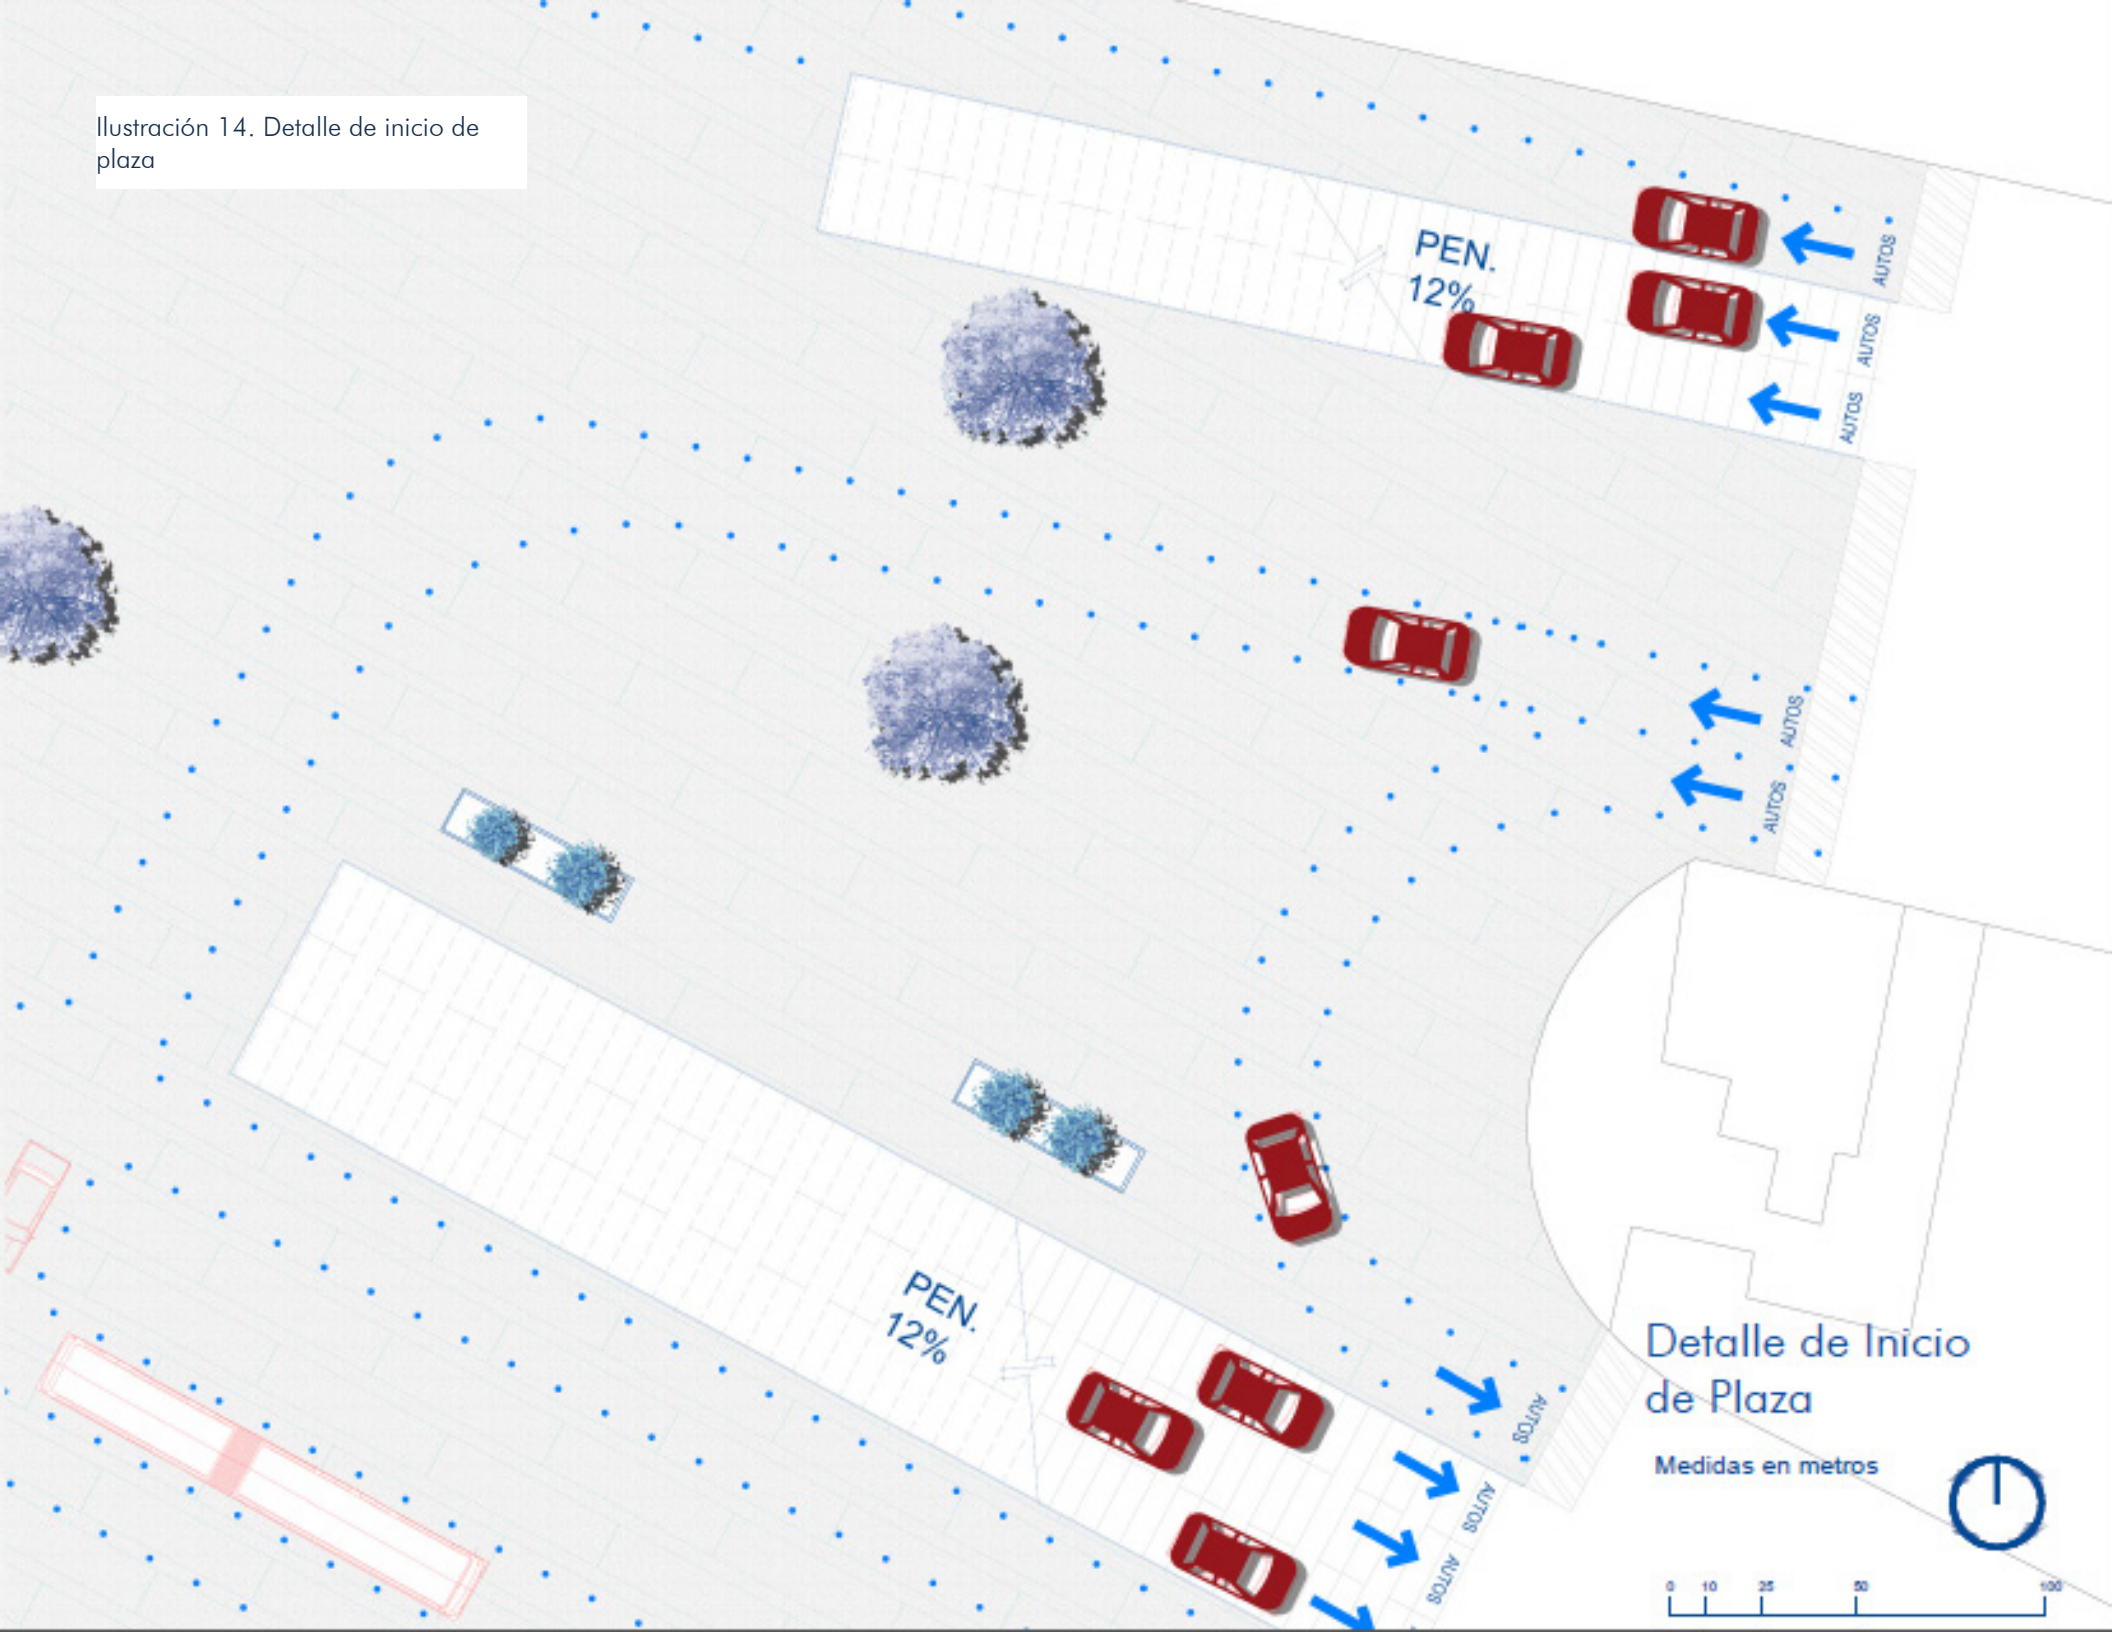 Ilustración 14. Detalle de inicio de
plaza
PEN.
12%
AUTOS
AUTOS
AUTOS
AUTOS
AUTOS
PEN.
12%
AUTOS
AUTOS
AUTOS
Detalle de Inicio
de Plaza
Medidas en metros
0 10 25 50 100